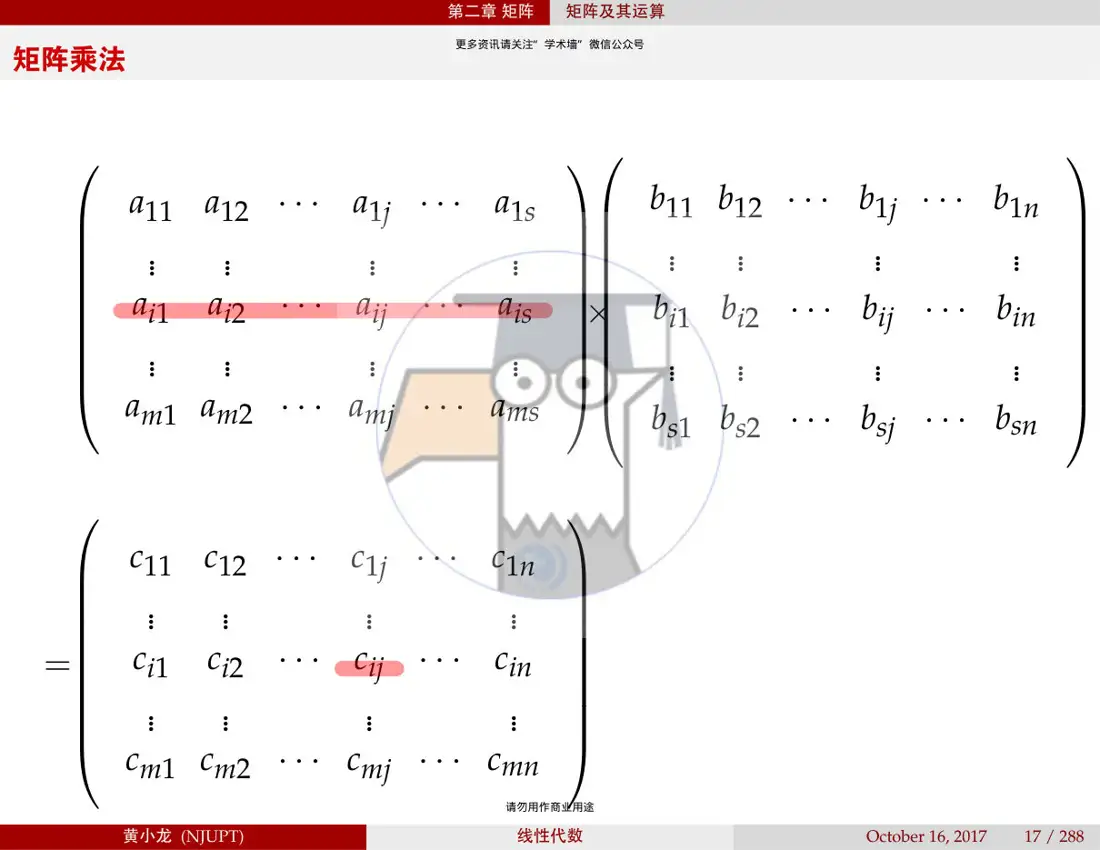 第二章 矩阵 矩阵及其运算
更多资讯请关注“学术墙”微信公众号
矩阵乘法
a11 a12 ··· a1j ··· a1s b11 b12 ··· b1j ··· b1n
⋮ ⋮ ⋮ ⋮ ⋮ ⋮ ⋮ ⋮
ai1 ai2 ··· aij ··· ais × bi1 bi2 ··· bij ··· bin
⋮ ⋮ ⋮ ⋮ ⋮ ⋮ ⋮ ⋮
am1 am2 ··· amj ··· ams bs1 bs2 ··· bsj ··· bsn
c11 c12 ··· c1j ··· c1n
⋮ ⋮ ⋮ ⋮
= ci1 ci2 ··· cij ··· cin
⋮ ⋮ ⋮ ⋮
cm1 cm2 ··· cmj ··· cmn
请勿用作商业用途
黄小龙 (NJUPT) 线性代数 October 16, 2017 17 / 288